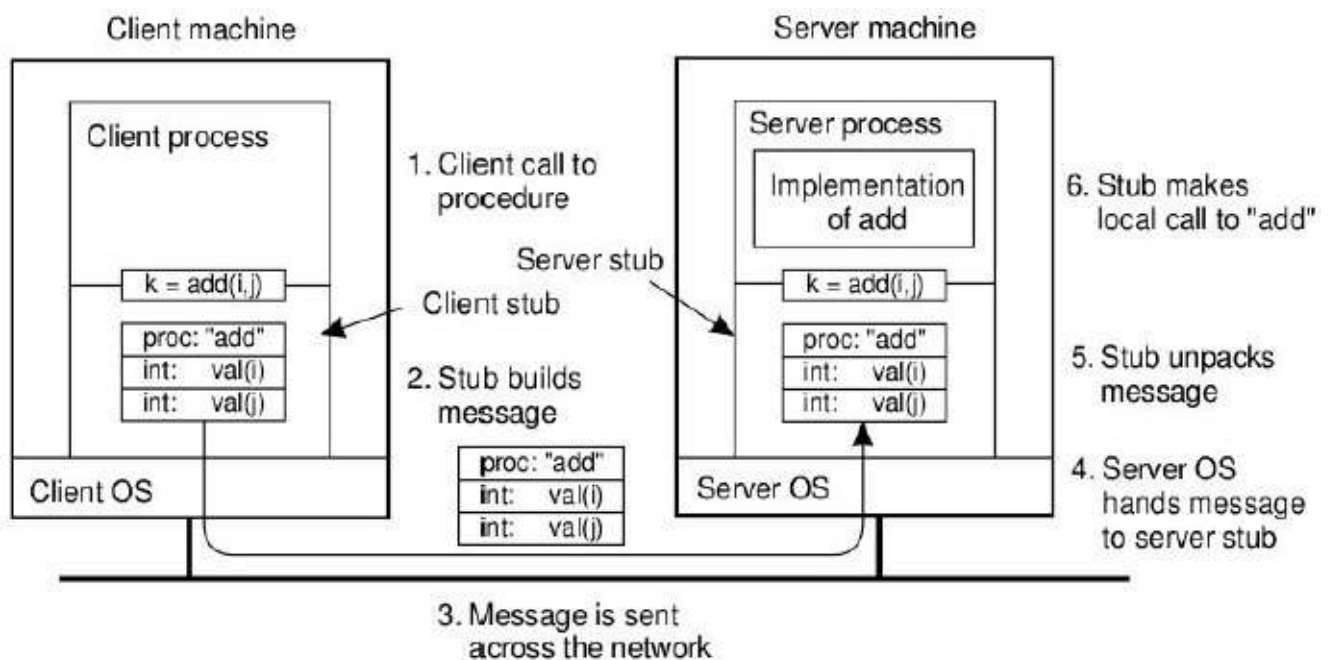 Client machine
Server machine
Client process
1. Client call to
procedure
Server process
Implementation
of add
6. Stub makes
local call to "add"
Server stub
k = add(i,j)
k = add(i,j)
Client stub
proc: "add"
int: val(i)
int: val(j)
2. Stub builds
message
proc: "add"
int: val(i)
int: val(j)
5. Stub unpacks
message
proc: "add"
int: val(i)
int: val(j)
Client OS
Server OS
4. Server OS
hands message
to server stub
3. Message is sent
across the network